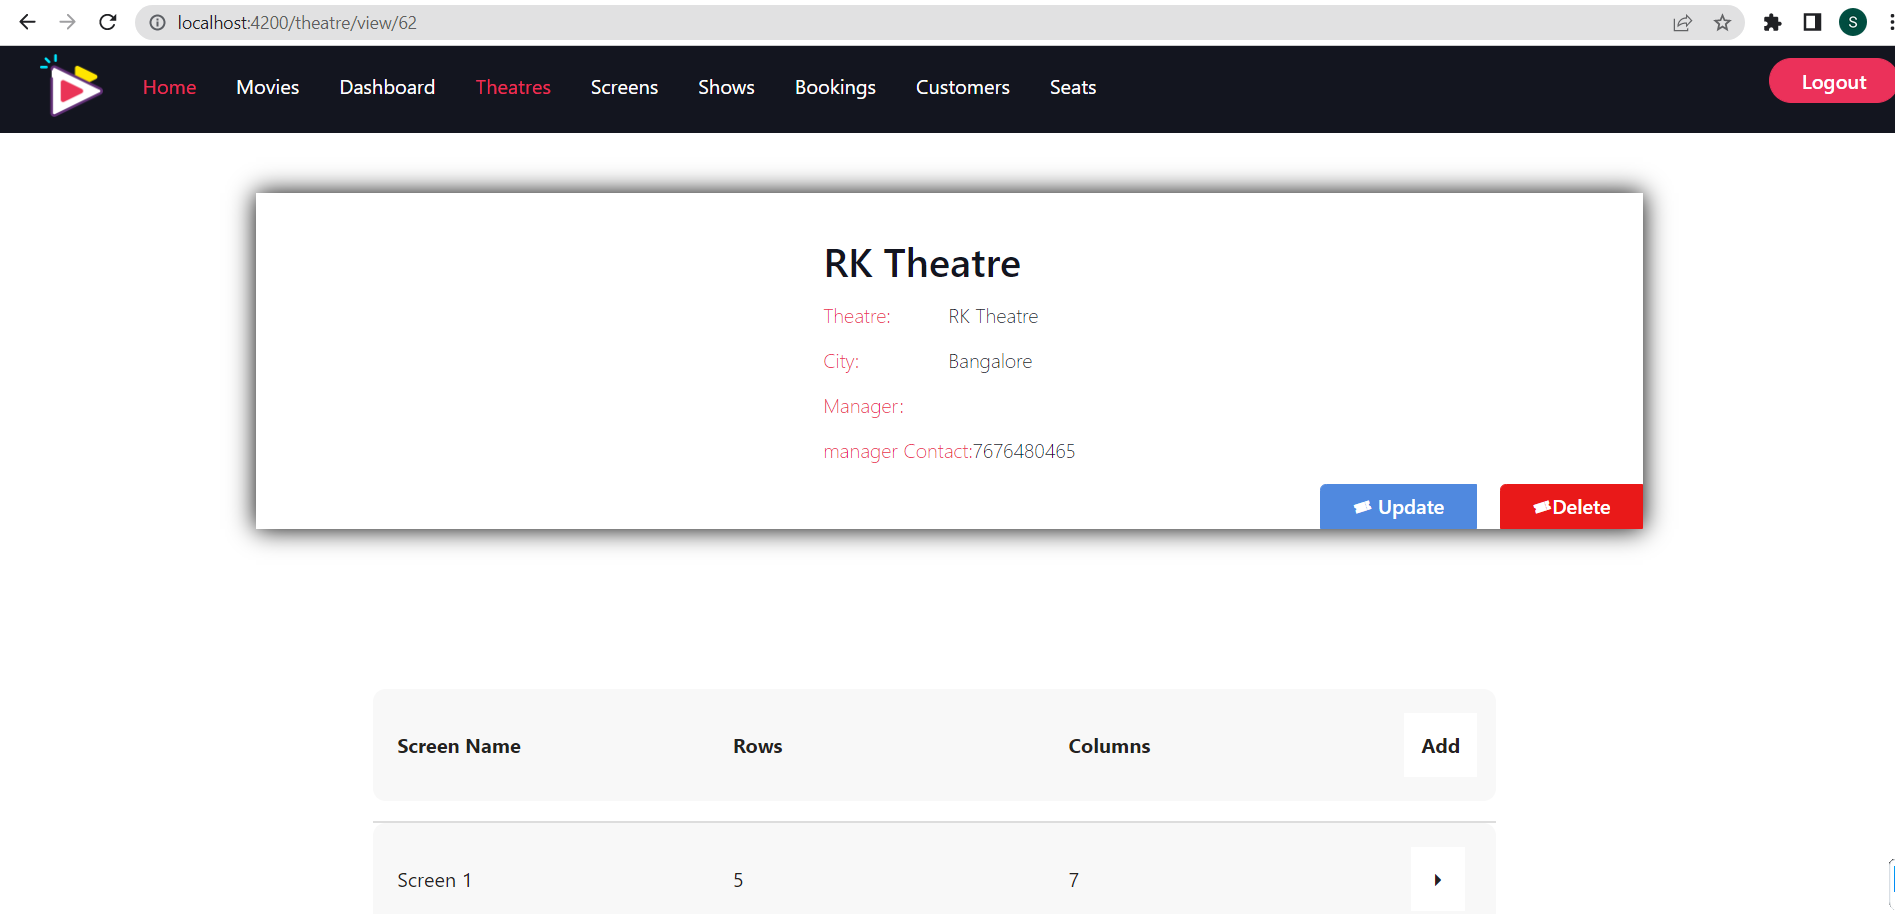 localhost:4200/theatre/view/62
S
Home Movies Dashboard Theatres Screens Shows Bookings Customers Seats Logout
RK Theatre
Theatre: RK Theatre
City: Bangalore
Manager:
manager Contact:7676480465
Update Delete
Screen Name Rows Columns Add
Screen 1 5 7